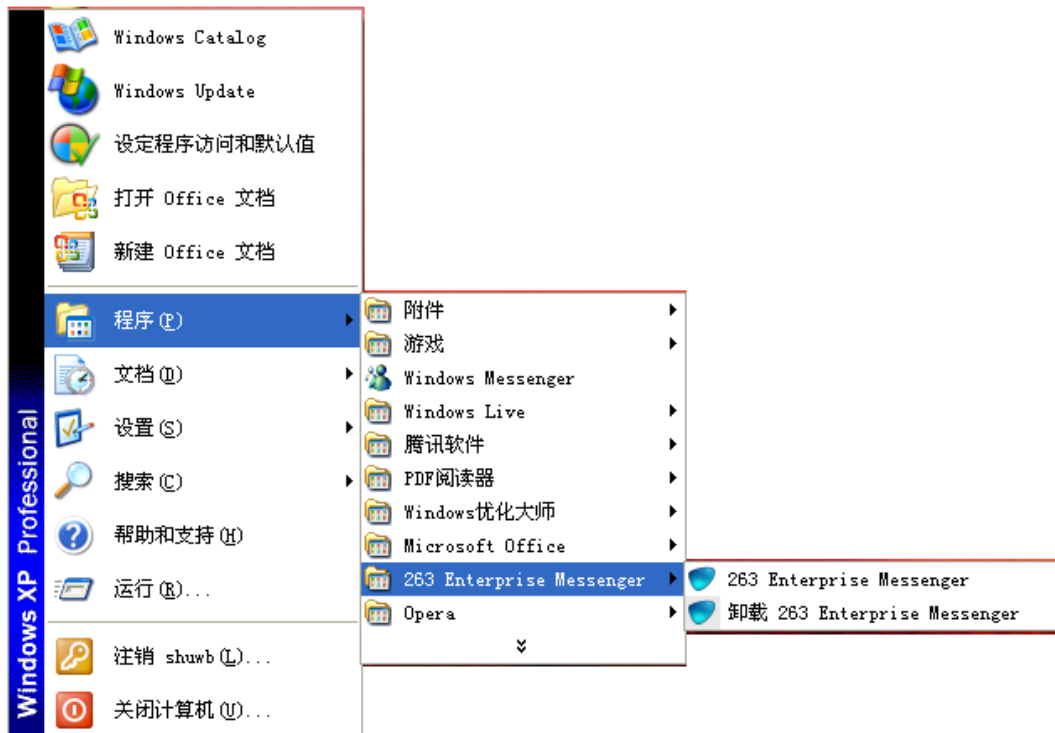 Windows Catalog
Windows Update
设定程序访问和默认值
打开 Office 文档
新建 Office 文档
程序(P)
文档(D)
设置(S)
搜索(C)
帮助和支持(H)
运行(R)...
注销 shuwb(L)...
关闭计算机(U)...
Windows XP Professional
附件
游戏
Windows Messenger
Windows Live
腾讯软件
PDF阅读器
Windows优化大师
Microsoft Office
263 Enterprise Messenger
Opera
263 Enterprise Messenger
卸载 263 Enterprise Messenger